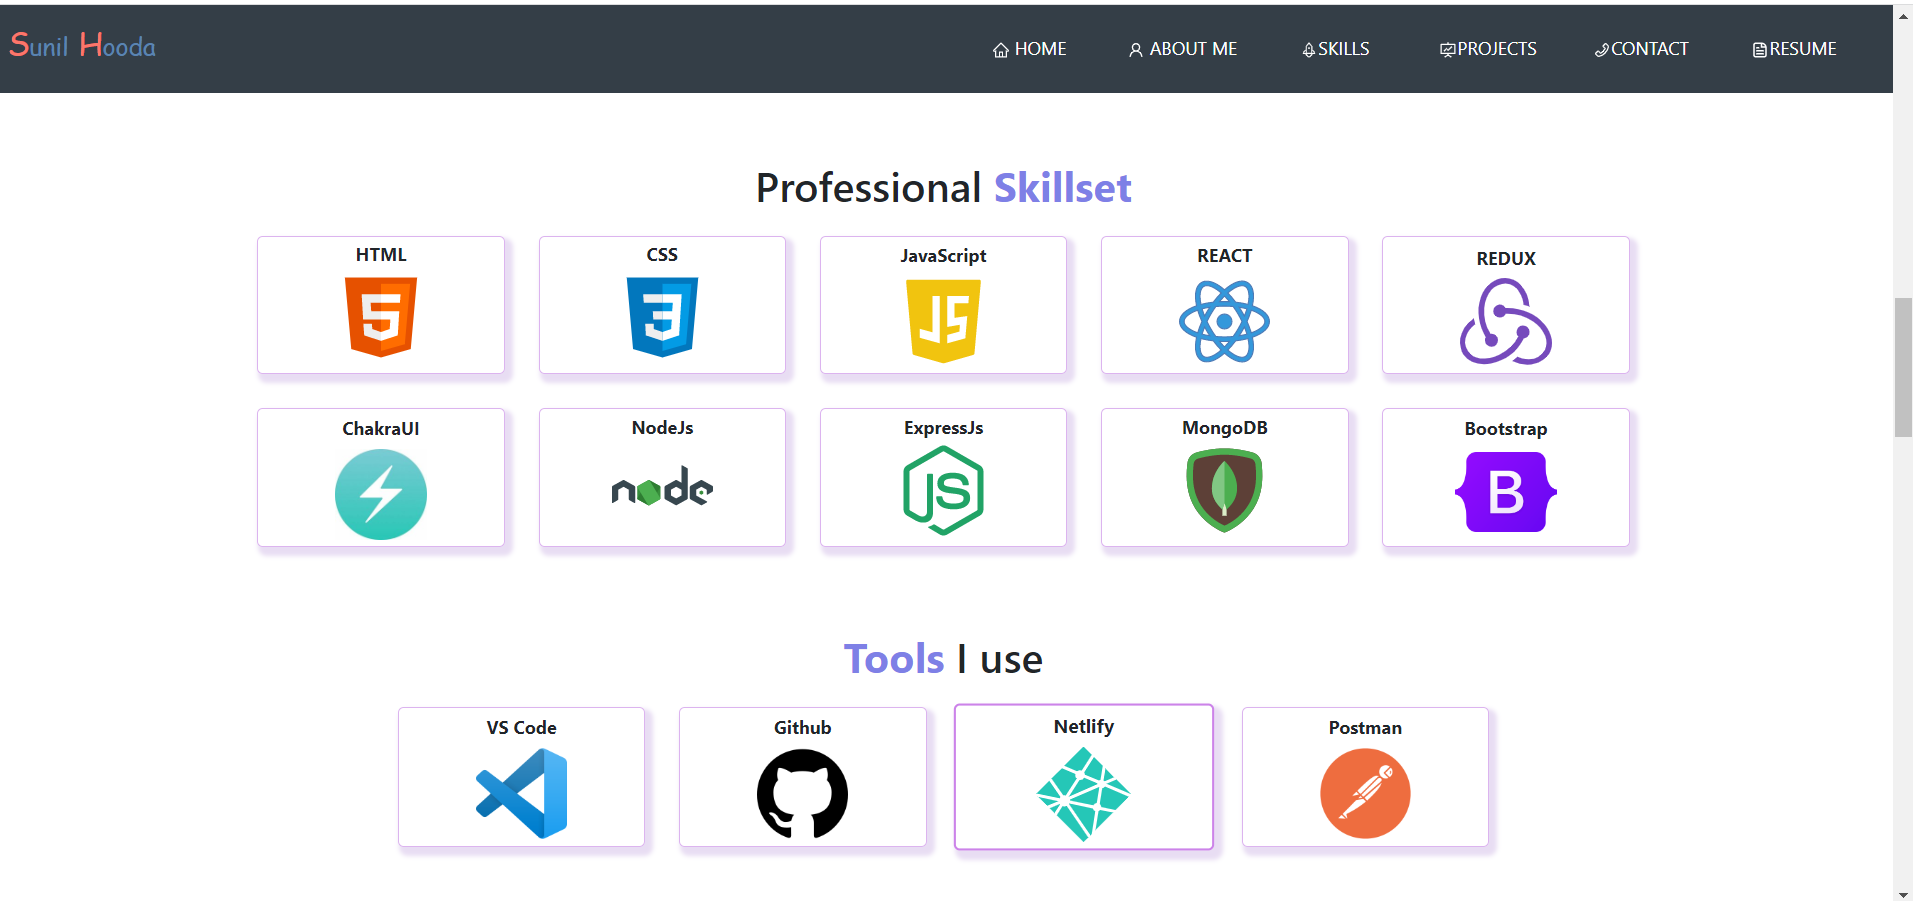 Sunil Hooda
HOME ABOUT ME SKILLS PROJECTS CONTACT RESUME
Professional Skillset
HTML CSS JavaScript REACT REDUX
5 3 JS
ChakraUI NodeJs ExpressJs MongoDB Bootstrap
node JS B
Tools I use
VS Code Github Netlify Postman